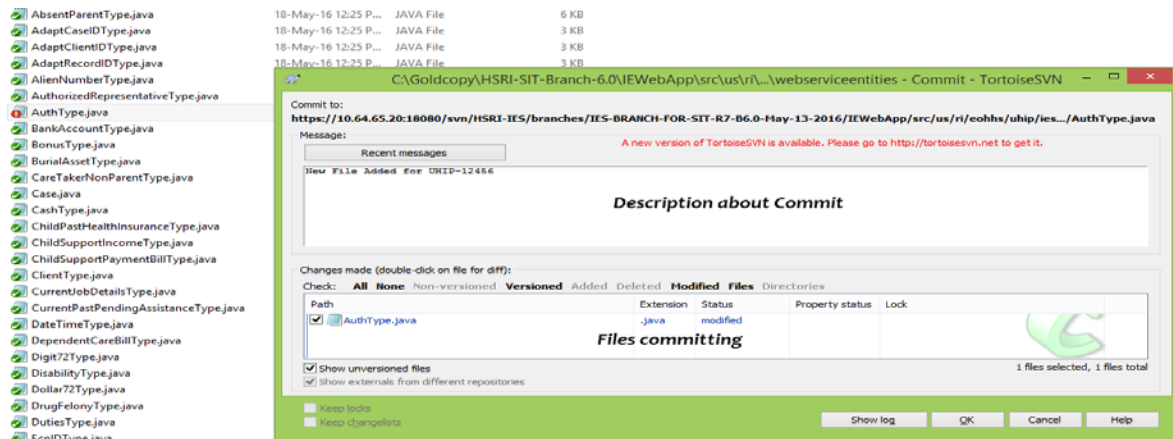 AbsentParentType.java 18-May-16 12:25 P... JAVA File 6 KB
AdaptCaseIDType.java 18-May-16 12:25 P... JAVA File 3 KB
AdaptClientIDType.java 18-May-16 12:25 P... JAVA File 3 KB
AdaptRecordIDType.java 18-May-16 12:25 P... JAVA File 3 KB
AlienNumberType.java
AuthorizedRepresentativeType.java
AuthType.java
BankAccountType.java
BonusType.java
BurialAssetType.java
CareTakerNonParentType.java
Case.java
CashType.java
ChildPastHealthInsuranceType.java
ChildSupportIncomeType.java
ChildSupportPaymentBillType.java
ClientType.java
CurrentJobDetailsType.java
CurrentPastPendingAssistanceType.java
DateTimeType.java
DependentCareBillType.java
Digit72Type.java
DisabilityType.java
Dollar72Type.java
DrugFelonyType.java
DutiesType.java
EcnIDType.java
C:\Goldcopy\HSRI-SIT-Branch-6.0\IEWebApp\src\us\ri\...\webserviceentities - Commit - TortoiseSVN
Commit to:
https://10.64.65.20:18080/svn/HSRI-IES/branches/IES-BRANCH-FOR-SIT-R7-B6.0-May-13-2016/IEWebApp/src/us/ri/eohhs/uhip/ies.../AuthType.java
Message:
Recent messages
A new version of TortoiseSVN is available. Please go to http://tortoisesvn.net to get it.
New File Added for UHIP-12456
Description about Commit
Changes made (double-click on file for diff):
Check: All None Non-versioned Versioned Added Deleted Modified Files Directories
Path Extension Status Property status Lock
AuthType.java .java modified
Files committing
Show unversioned files
1 files selected, 1 files total
Show externals from different repositories
Keep locks
Keep changelists
Show log OK Cancel Help